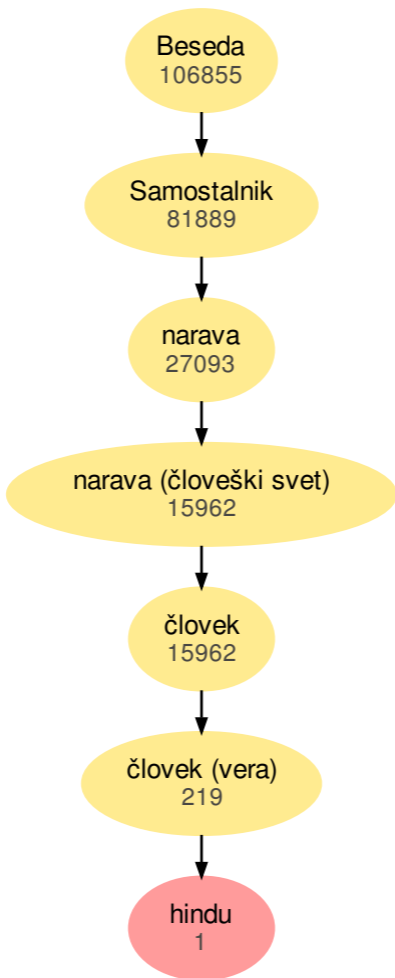 Beseda
106855
Samostalnik
81889
narava
27093
narava (človeški svet)
15962
človek
15962
človek (vera)
219
hindu
1